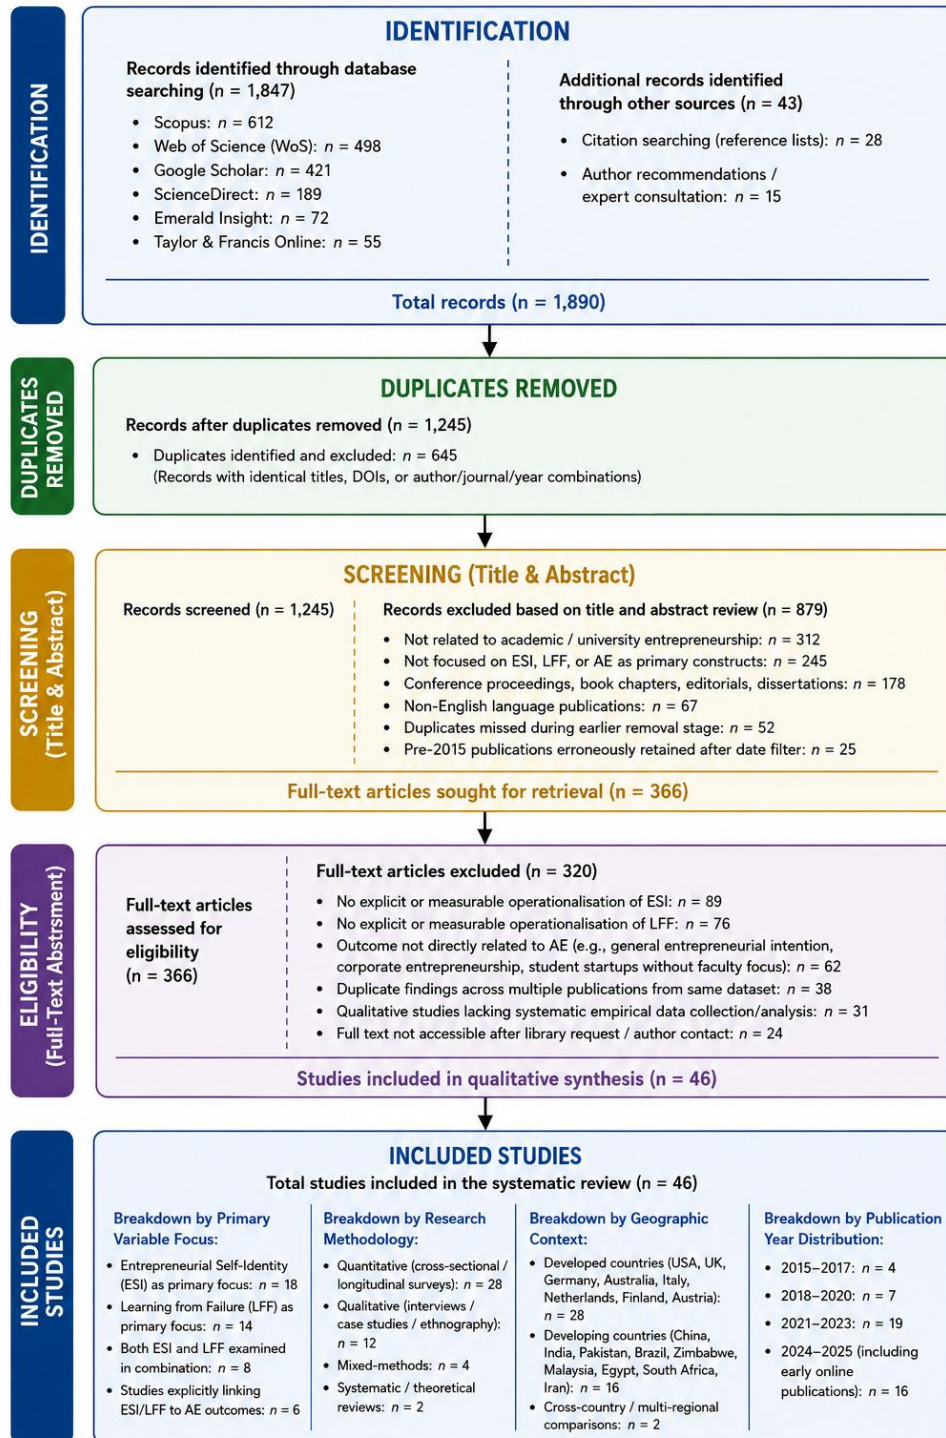 IDENTIFICATION
IDENTIFICATION
Records identified through database
searching (n = 1,847)
• Scopus: n = 612
• Web of Science (WoS): n = 498
• Google Scholar: n = 421
• ScienceDirect: n = 189
• Emerald Insight: n = 72
• Taylor & Francis Online: n = 55
Additional records identified
through other sources (n = 43)
• Citation searching (reference lists): n = 28
• Author recommendations /
expert consultation: n = 15
Total records (n = 1,890)
DUPLICATES
REMOVED
DUPLICATES REMOVED
Records after duplicates removed (n = 1,245)
• Duplicates identified and excluded: n = 645
(Records with identical titles, DOIs, or author/journal/year combinations)
SCREENING
(Title & Abstract)
SCREENING (Title & Abstract)
Records screened (n = 1,245)
Records excluded based on title and abstract review (n = 879)
• Not related to academic / university entrepreneurship: n = 312
• Not focused on ESI, LFF, or AE as primary constructs: n = 245
• Conference proceedings, book chapters, editorials, dissertations: n = 178
• Non-English language publications: n = 67
• Duplicates missed during earlier removal stage: n = 52
• Pre-2015 publications erroneously retained after date filter: n = 25
Full-text articles sought for retrieval (n = 366)
ELIGIBILITY
(Full-Text Abstrsment)
Full-text articles
assessed for
eligibility
(n = 366)
Full-text articles excluded (n = 320)
• No explicit or measurable operationalisation of ESI: n = 89
• No explicit or measurable operationalisation of LFF: n = 76
• Outcome not directly related to AE (e.g., general entrepreneurial intention,
corporate entrepreneurship, student startups without faculty focus): n = 62
• Duplicate findings across multiple publications from same dataset: n = 38
• Qualitative studies lacking systematic empirical data collection/analysis: n = 31
• Full text not accessible after library request / author contact: n = 24
Studies included in qualitative synthesis (n = 46)
INCLUDED
STUDIES
INCLUDED STUDIES
Total studies included in the systematic review (n = 46)
Breakdown by Primary
Variable Focus:
• Entrepreneurial Self-Identity
(ESI) as primary focus: n = 18
• Learning from Failure (LFF) as
primary focus: n = 14
• Both ESI and LFF examined
in combination: n = 8
• Studies explicitly linking
ESI/LFF to AE outcomes: n = 6
Breakdown by Research
Methodology:
• Quantitative (cross-sectional /
longitudinal surveys): n = 28
• Qualitative (interviews /
case studies / ethnography):
n = 12
• Mixed-methods: n = 4
• Systematic / theoretical
reviews: n = 2
Breakdown by Geographic
Context:
• Developed countries (USA, UK,
Germany, Australia, Italy,
Netherlands, Finland, Austria):
n = 28
• Developing countries (China,
India, Pakistan, Brazil, Zimbabwe,
Malaysia, Egypt, South Africa,
Iran): n = 16
• Cross-country / multi-regional
comparisons: n = 2
Breakdown by Publication
Year Distribution:
• 2015–2017: n = 4
• 2018–2020: n = 7
• 2021–2023: n = 19
• 2024–2025 (including
early online
publications): n = 16